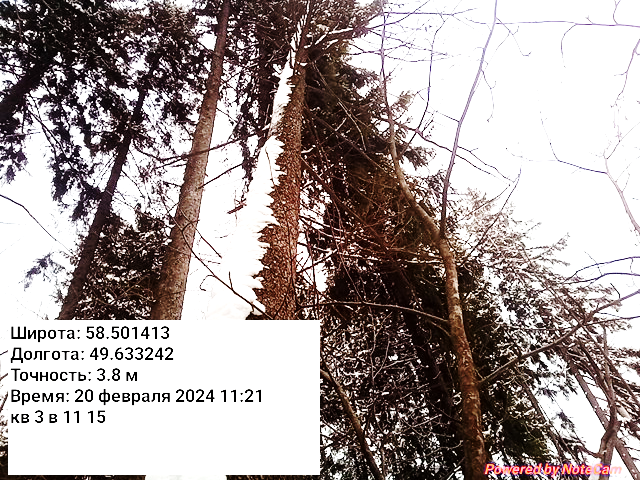 Широта: 58.501413
Долгота: 49.633242
Точность: 3.8 м
Время: 20 февраля 2024 11:21
кв 3 в 11 15
Powered by NoteCam